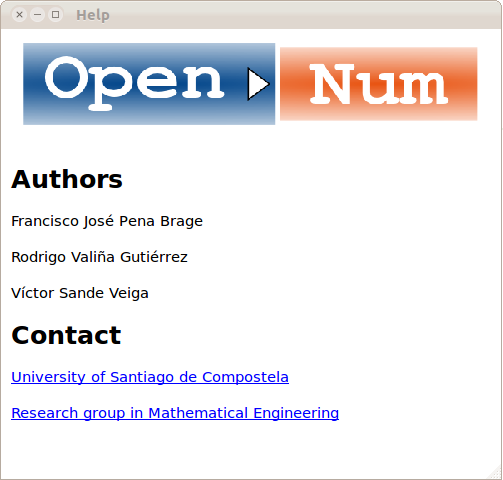 Help
Open Num
Authors
Francisco José Pena Brage
Rodrigo Valiña Gutiérrez
Víctor Sande Veiga
Contact
University of Santiago de Compostela
Research group in Mathematical Engineering